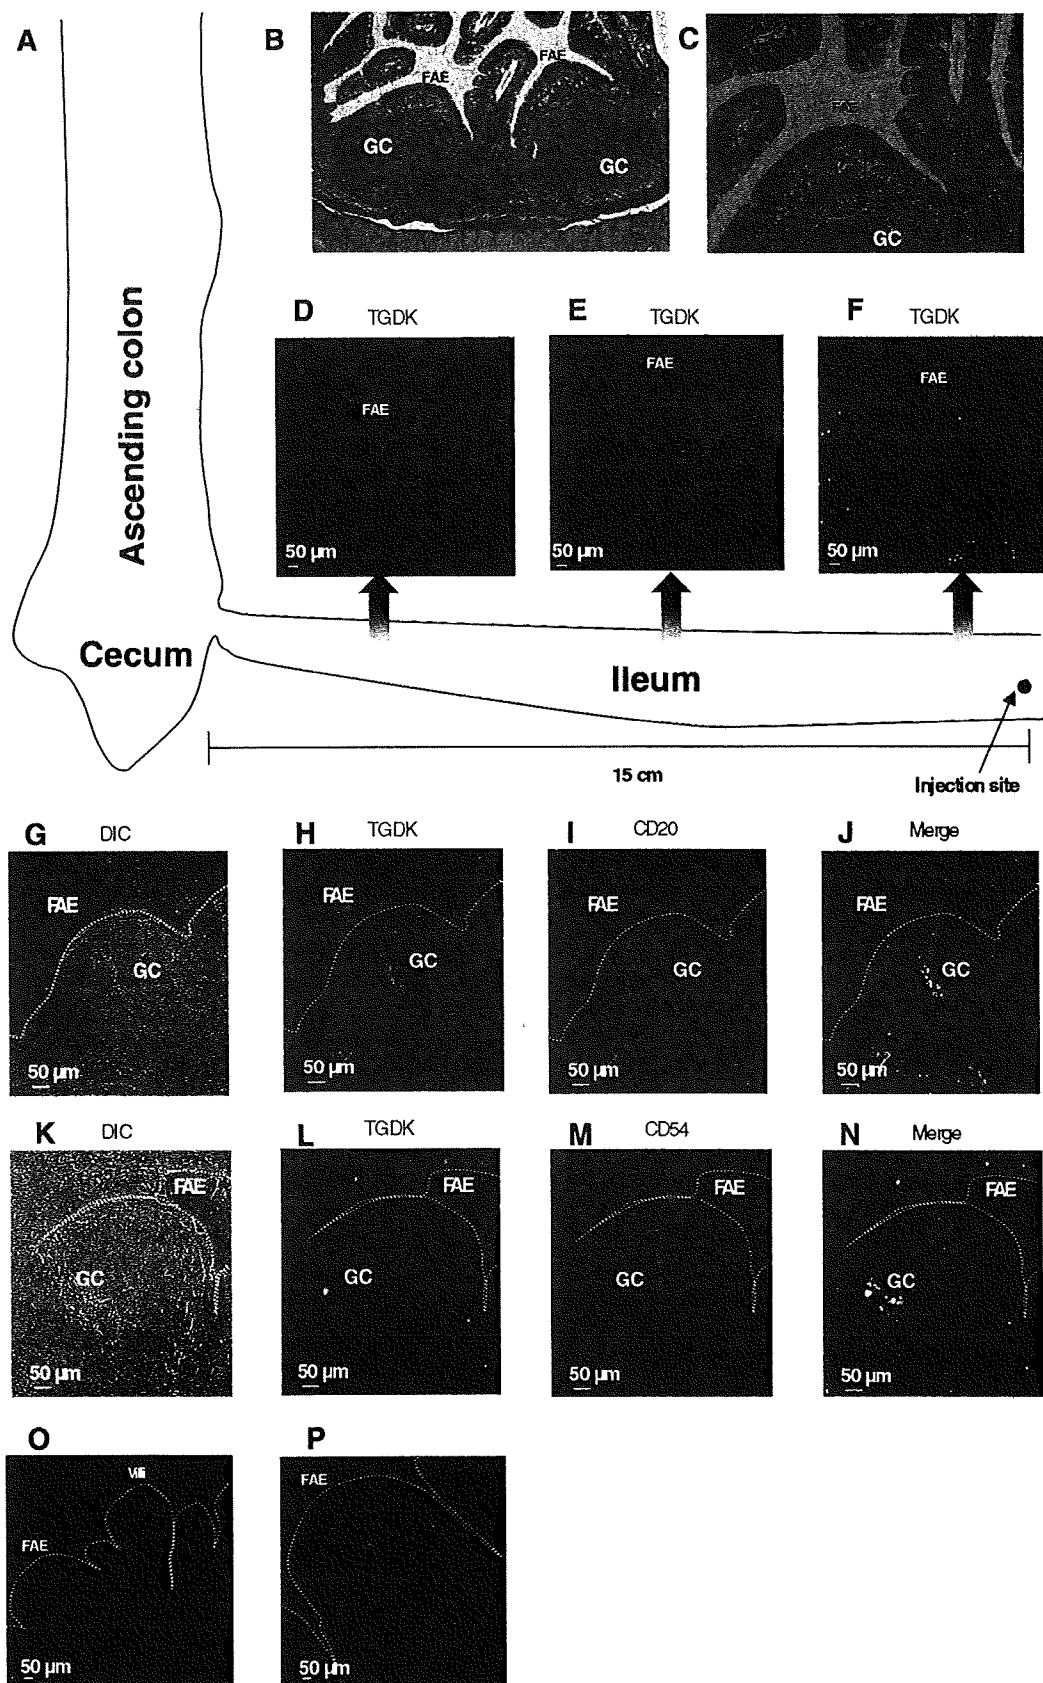 A
B
FAE
FAE
GC
GC
C
FAE
GC
Ascending colon
D
TGDK
FAE
50 µm
E
TGDK
FAE
50 µm
F
TGDK
FAE
50 µm
Cecum
Ileum
15 cm
Injection site
G
DIC
FAE
GC
50 µm
H
TGDK
FAE
GC
50 µm
I
CD20
FAE
GC
50 µm
J
Merge
FAE
GC
50 µm
K
DIC
FAE
GC
50 µm
L
TGDK
FAE
GC
50 µm
M
CD54
FAE
GC
50 µm
N
Merge
FAE
GC
50 µm
O
Villi
FAE
50 µm
P
FAE
50 µm